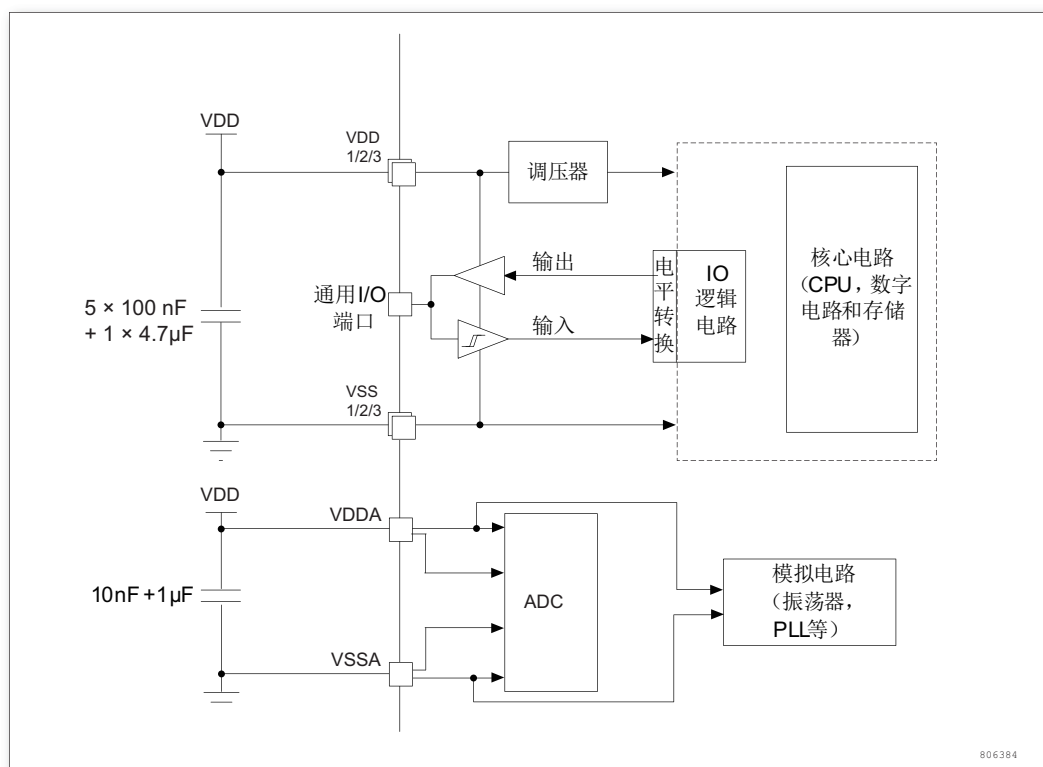 VDD
VDD
1/2/3
调压器
5 × 100 nF
+ 1 × 4.7µF
通用I/O
端口
输出
输入
电
平
转
换
IO
逻辑
电路
核心电路
（CPU，数字
电路和存储
器）
VSS
1/2/3
VDD
VDDA
10nF +1µF
ADC
模拟电路
（振荡器，
PLL等）
VSSA
806384